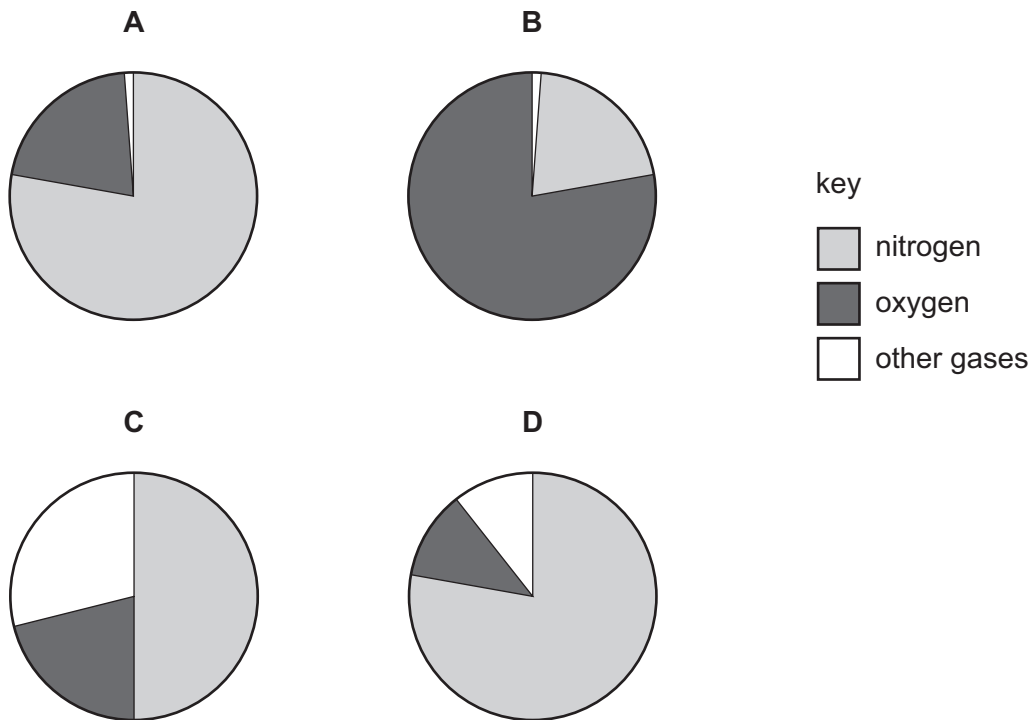 A
B
key
nitrogen
oxygen
other gases
C
D